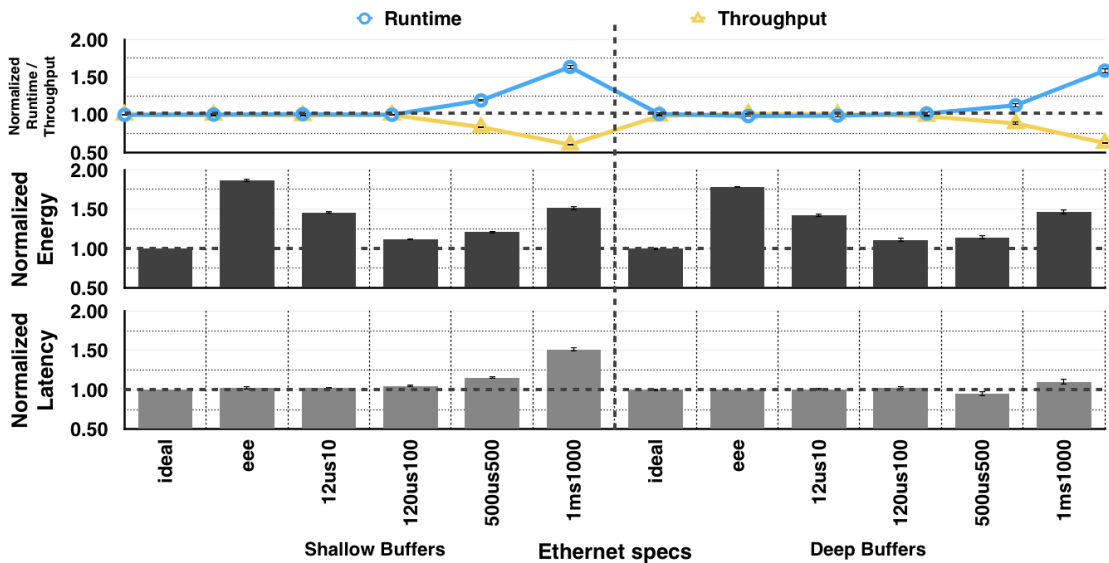 Runtime
Throughput
Normalized
Runtime /
Throughput
2.00
1.50
1.00
0.50
Normalized
Energy
2.00
1.50
1.00
0.50
Normalized
Latency
2.00
1.50
1.00
0.50
ideal
eee
12us10
120us100
500us500
1ms1000
ideal
eee
12us10
120us100
500us500
1ms1000
Shallow Buffers
Ethernet specs
Deep Buffers